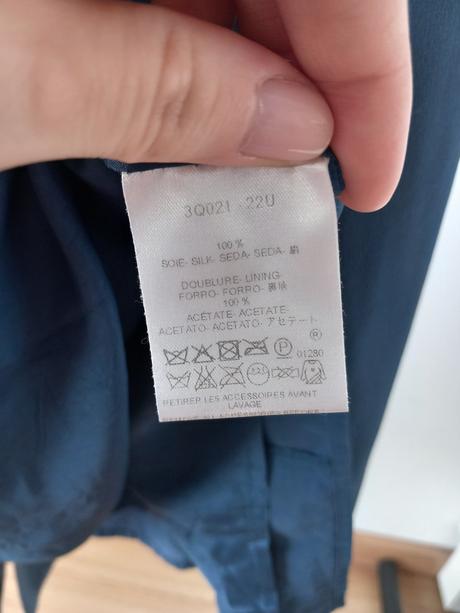 3Q021 - 22U
100 %
SOIE- SILK- SEDA- SEDA- 絹
DOUBLURE- LINING-
FORRO- FORRO- 裏地
100 %
ACÉTATE- ACETATE-
ACETATO- ACETATO- アセテート
®
P
01280
RETIRER LES ACCESSOIRES AVANT
LAVAGE